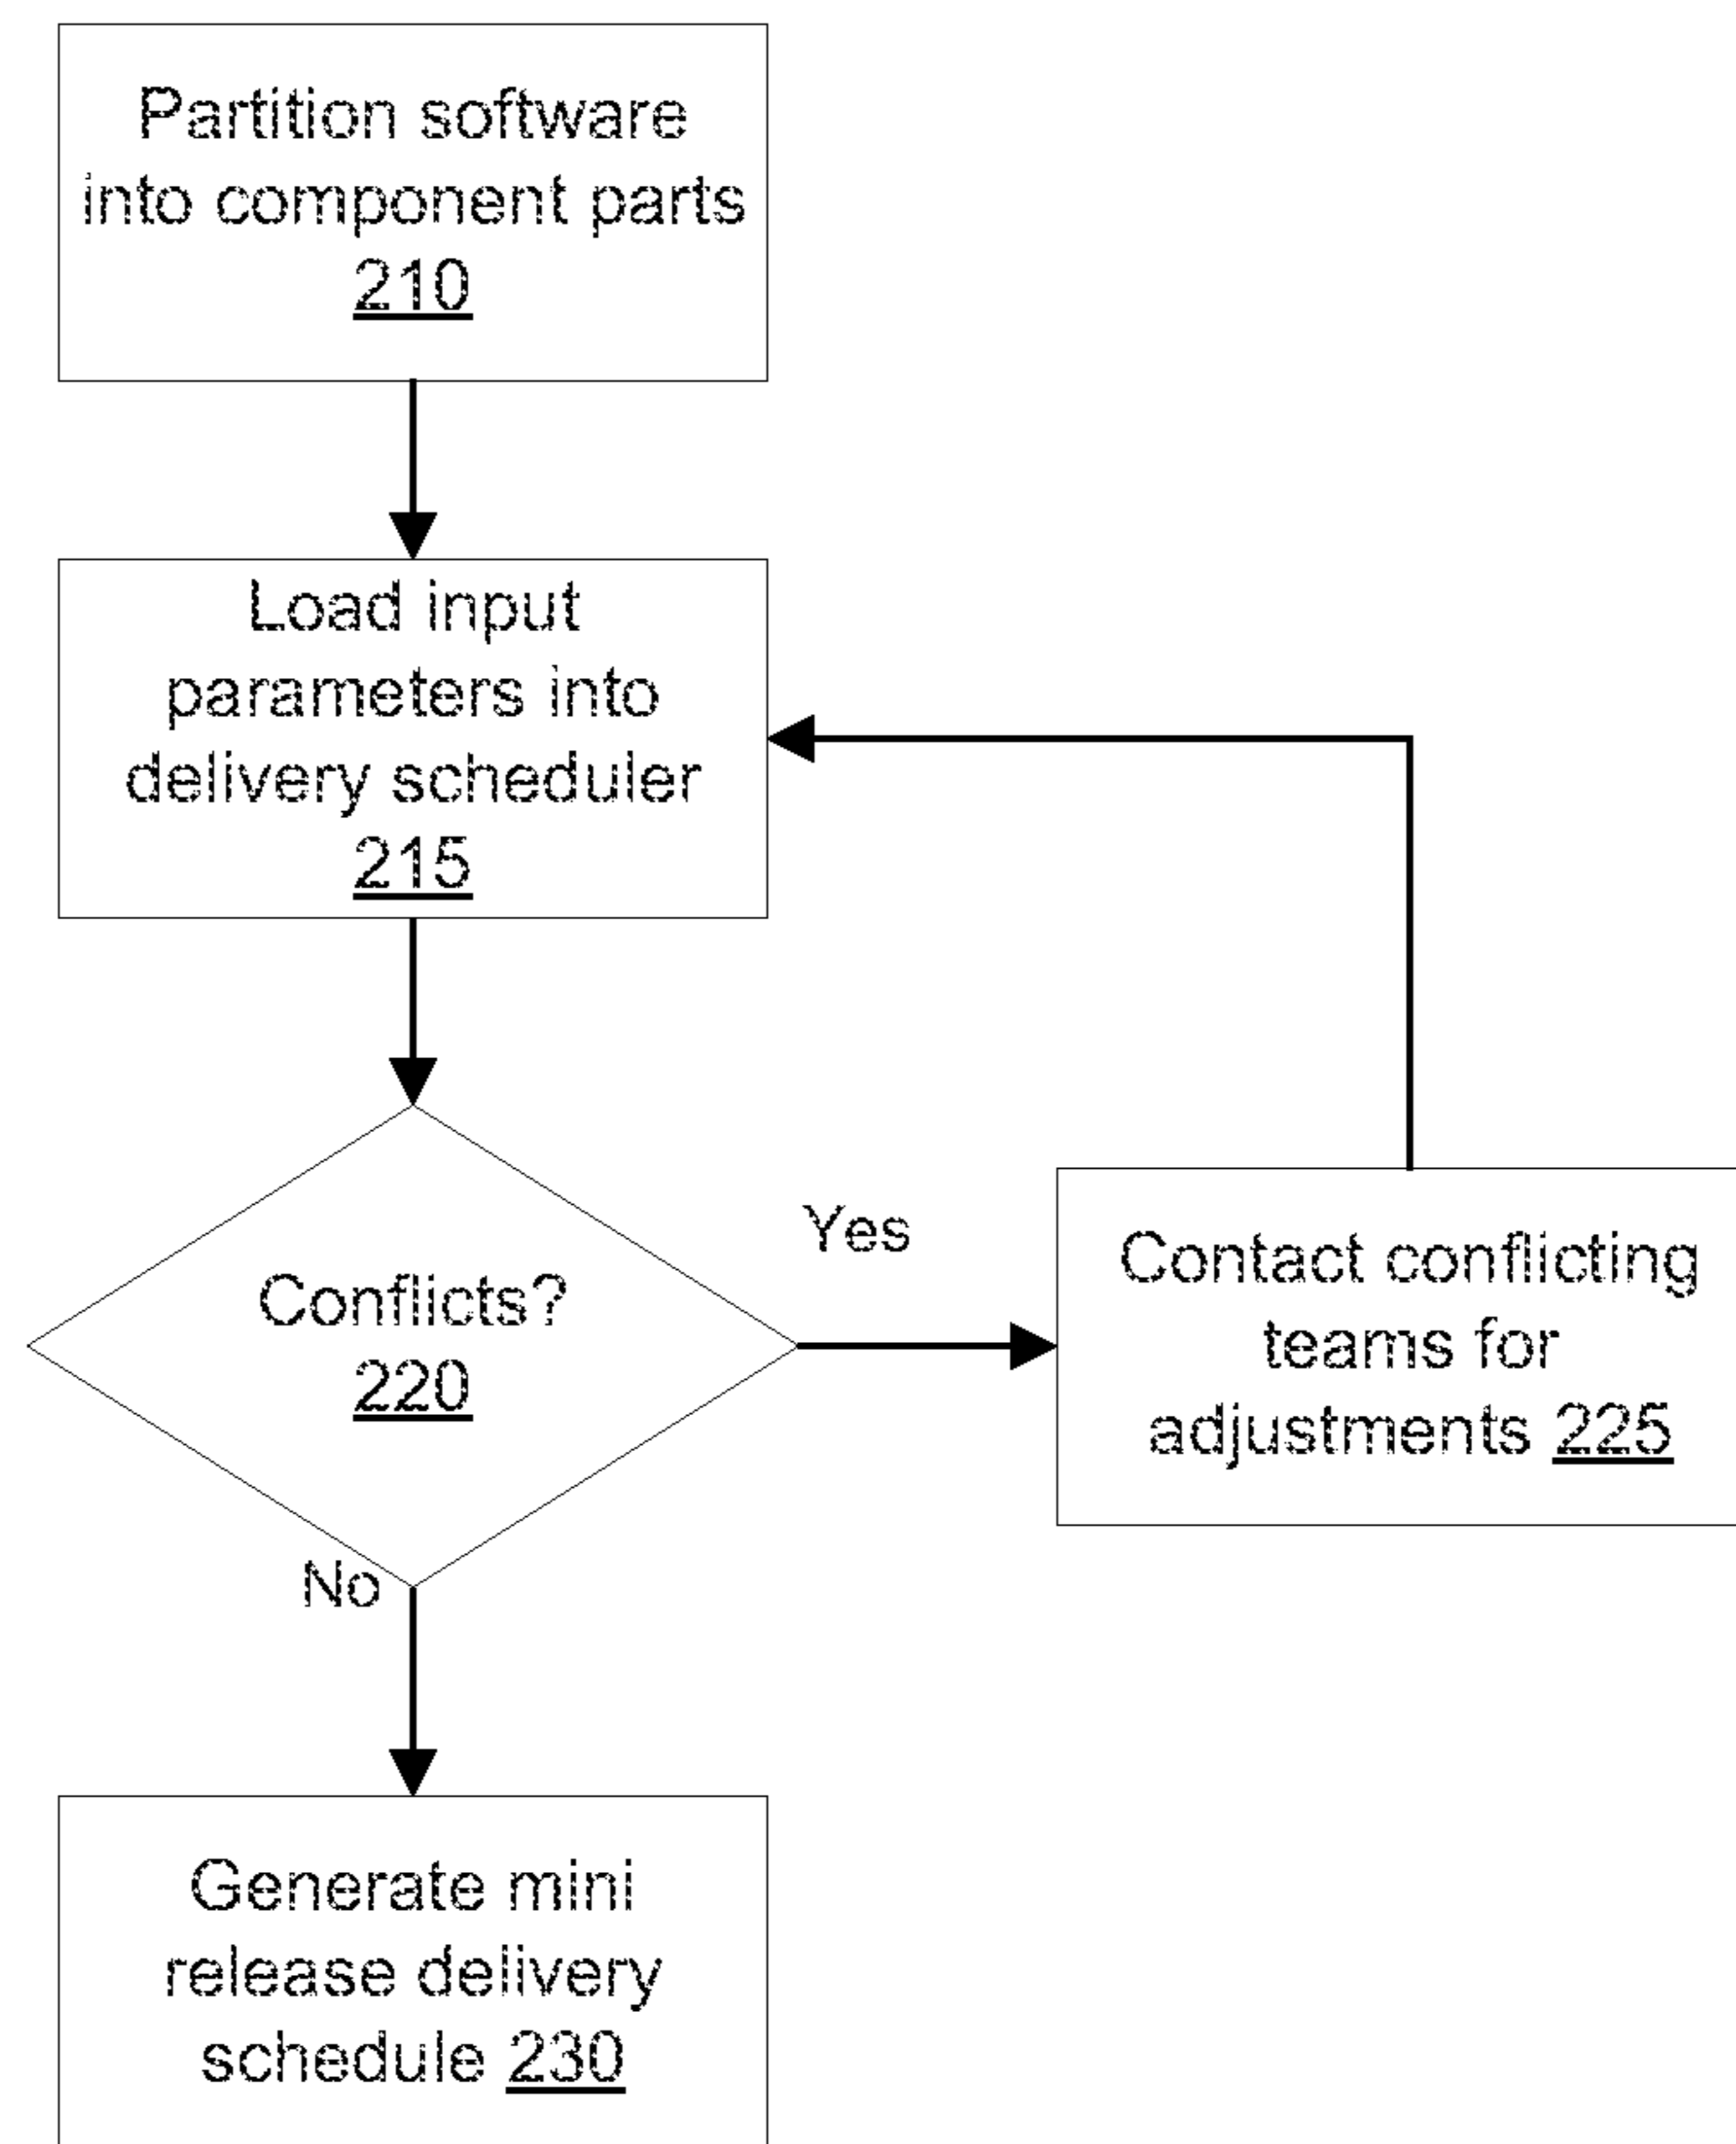 Partition software
into component parts
210
Load input
parameters into
delivery scheduler
215
Conflicts?
220
Yes
Contact conflicting
teams for
adjustments 225
No
Generate mini
release delivery
schedule 230